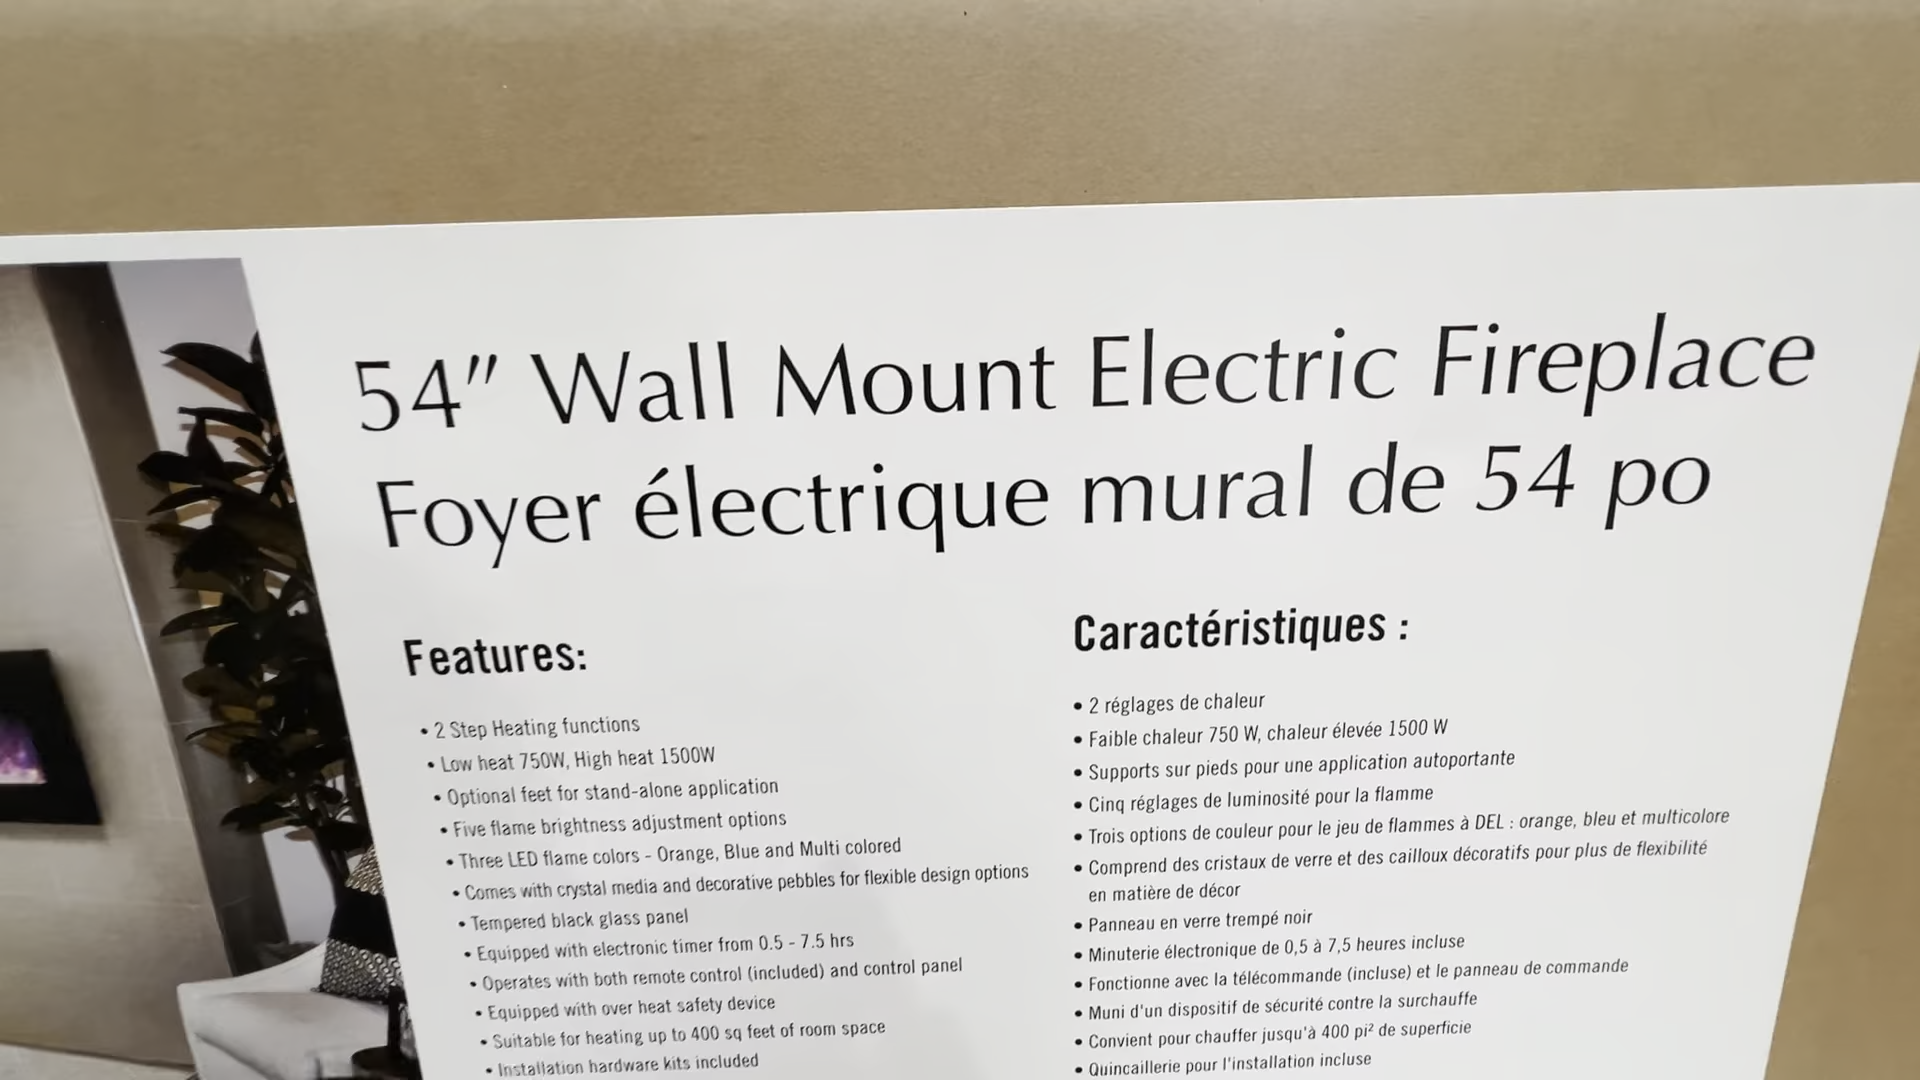 54" Wall Mount Electric Fireplace
Foyer électrique mural de 54 po
Features:
• 2 Step Heating functions
• Low heat 750W, High heat 1500W
• Optional feet for stand-alone application
• Five flame brightness adjustment options
• Three LED flame colors - Orange, Blue and Multi colored
• Comes with crystal media and decorative pebbles for flexible design options
• Tempered black glass panel
• Equipped with electronic timer from 0.5 - 7.5 hrs
• Operates with both remote control (included) and control panel
• Equipped with over heat safety device
• Suitable for heating up to 400 sq feet of room space
• Installation hardware kits included
Caractéristiques :
• 2 réglages de chaleur
• Faible chaleur 750 W, chaleur élevée 1500 W
• Supports sur pieds pour une application autoportante
• Cinq réglages de luminosité pour la flamme
• Trois options de couleur pour le jeu de flammes à DEL : orange, bleu et multicolore
• Comprend des cristaux de verre et des cailloux décoratifs pour plus de flexibilité
en matière de décor
• Panneau en verre trempé noir
• Minuterie électronique de 0,5 à 7,5 heures incluse
• Fonctionne avec la télécommande (incluse) et le panneau de commande
• Muni d'un dispositif de sécurité contre la surchauffe
• Convient pour chauffer jusqu'à 400 pi² de superficie
• Quincaillerie pour l'installation incluse